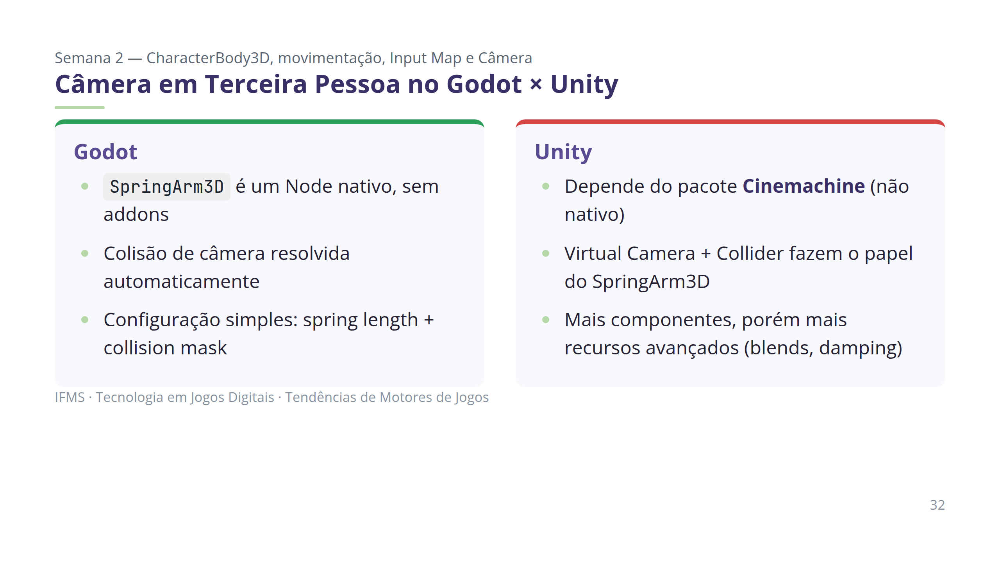 Semana 2 — CharacterBody3D, movimentação, Input Map e Câmera
Câmera em Terceira Pessoa no Godot × Unity
Godot
SpringArm3D é um Node nativo, sem
addons
Colisão de câmera resolvida
automaticamente
Configuração simples: spring length +
collision mask
Unity
Depende do pacote Cinemachine (não
nativo)
Virtual Camera + Collider fazem o papel
do SpringArm3D
Mais componentes, porém mais
recursos avançados (blends, damping)
IFMS · Tecnologia em Jogos Digitais · Tendências de Motores de Jogos
32